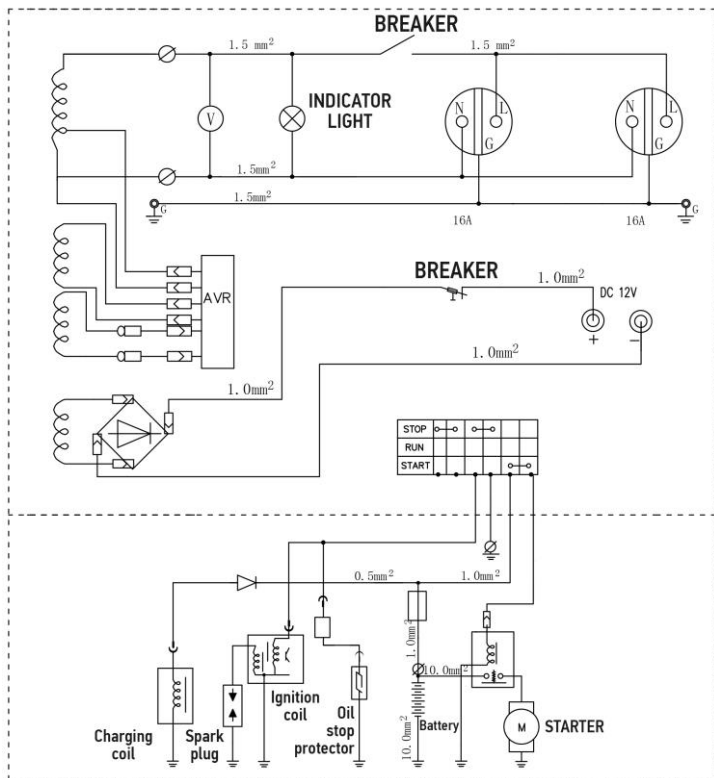 BREAKER
1.5 mm²
1.5 mm²
V
INDICATOR
LIGHT
N
L
G
N
L
G
1.5mm²
G
1.5mm²
G
16A
16A
AVR
BREAKER
1.0mm²
DC 12V
+
−
1.0mm²
1.0mm²
STOP
RUN
START
0.5mm²
1.0mm²
1.0mm²
10.0mm²
10.0mm²
Ignition
coil
Oil
stop
protector
Battery
M
STARTER
Charging
coil
Spark
plug